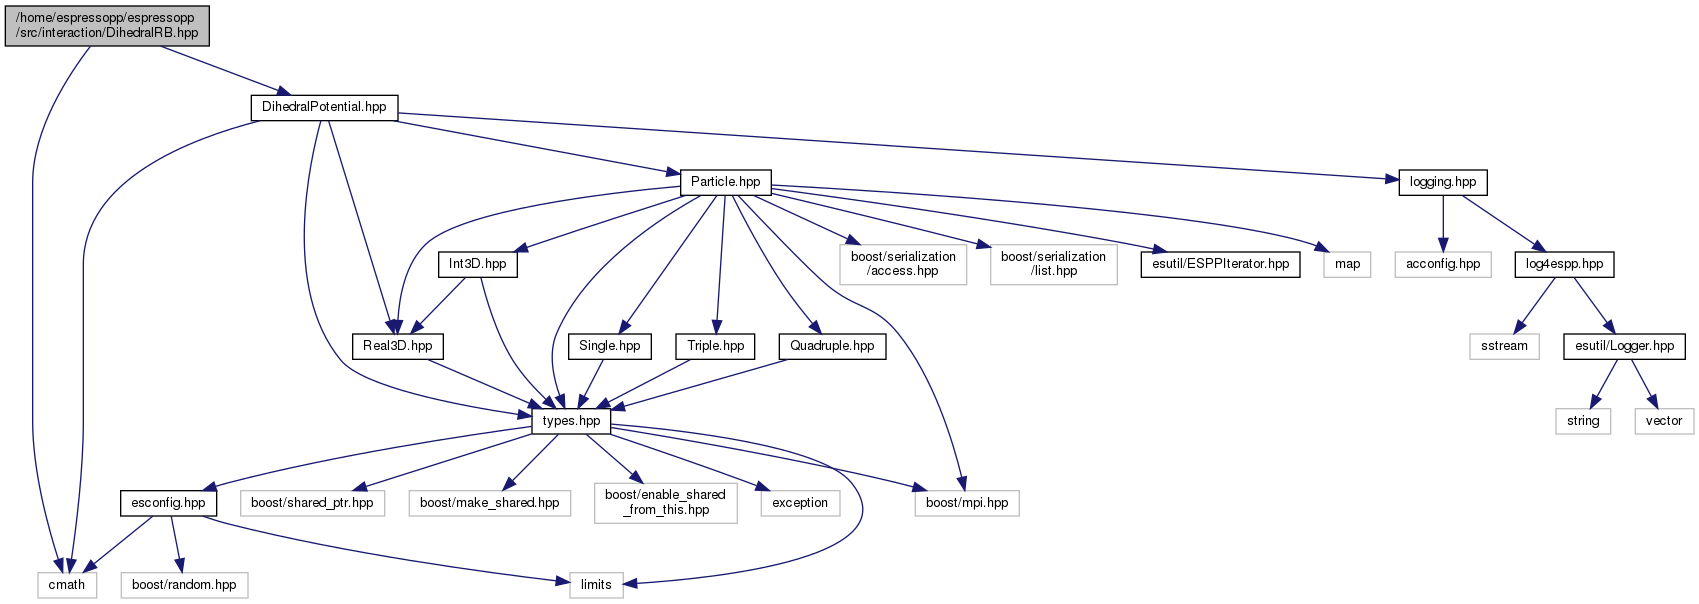 /home/espressopp/espressopp
/src/interaction/DihedralRB.hpp
DihedralPotential.hpp
Particle.hpp
logging.hpp
Int3D.hpp
boost/serialization
/access.hpp
boost/serialization
/list.hpp
esutil/ESPPIterator.hpp
map
acconfig.hpp
log4espp.hpp
Real3D.hpp
Single.hpp
Triple.hpp
Quadruple.hpp
sstream
esutil/Logger.hpp
types.hpp
string
vector
esconfig.hpp
boost/shared_ptr.hpp
boost/make_shared.hpp
boost/enable_shared
_from_this.hpp
exception
boost/mpi.hpp
cmath
boost/random.hpp
limits